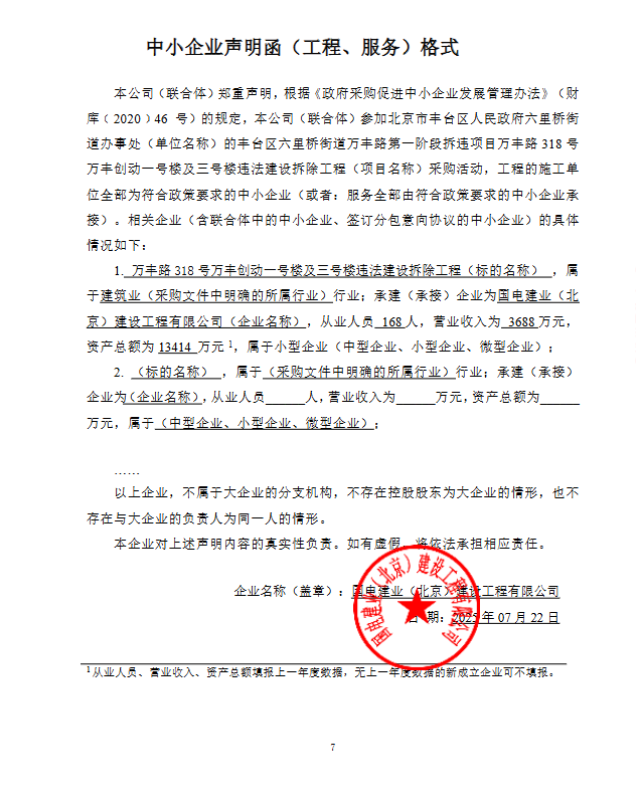 中小企业声明函（工程、服务）格式
本公司（联合体）郑重声明，根据《政府采购促进中小企业发展管理办法》（财
库﹝2020﹞46 号）的规定，本公司（联合体）参加北京市丰台区人民政府六里桥街
道办事处（单位名称）的丰台区六里桥街道万丰路第一阶段拆违项目万丰路 318 号
万丰创动一号楼及三号楼违法建设拆除工程（项目名称）采购活动，工程的施工单
位全部为符合政策要求的中小企业（或者：服务全部由符合政策要求的中小企业承
接）。相关企业（含联合体中的中小企业、签订分包意向协议的中小企业）的具体
情况如下：
1. 万丰路 318 号万丰创动一号楼及三号楼违法建设拆除工程（标的名称） ，属
于建筑业（采购文件中明确的所属行业）行业；承建（承接）企业为国电建业（北
京）建设工程有限公司（企业名称），从业人员 168 人，营业收入为 3688 万元，
资产总额为 13414 万元¹，属于小型企业（中型企业、小型企业、微型企业）；
2. （标的名称） ，属于（采购文件中明确的所属行业）行业；承建（承接）
企业为（企业名称），从业人员______人，营业收入为______万元，资产总额为______
万元，属于（中型企业、小型企业、微型企业）；
……
以上企业，不属于大企业的分支机构，不存在控股股东为大企业的情形，也不
存在与大企业的负责人为同一人的情形。
本企业对上述声明内容的真实性负责。如有虚假，将依法承担相应责任。
企业名称（盖章）：国电建业（北京）建设工程有限公司
日 期：2025 年 07 月 22 日
国电建业（北京）建设工程有限公司
¹ 从业人员、营业收入、资产总额填报上一年度数据，无上一年度数据的新成立企业可不填报。
7